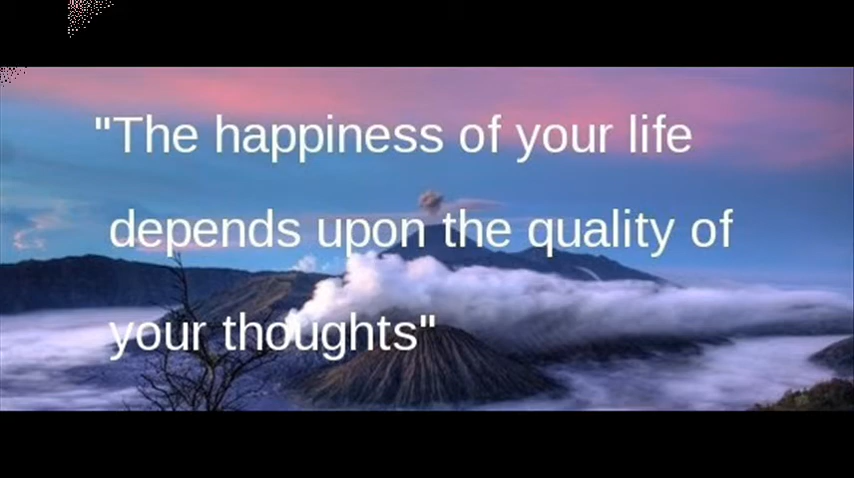 "The happiness of your life
depends upon the quality of
your thoughts"